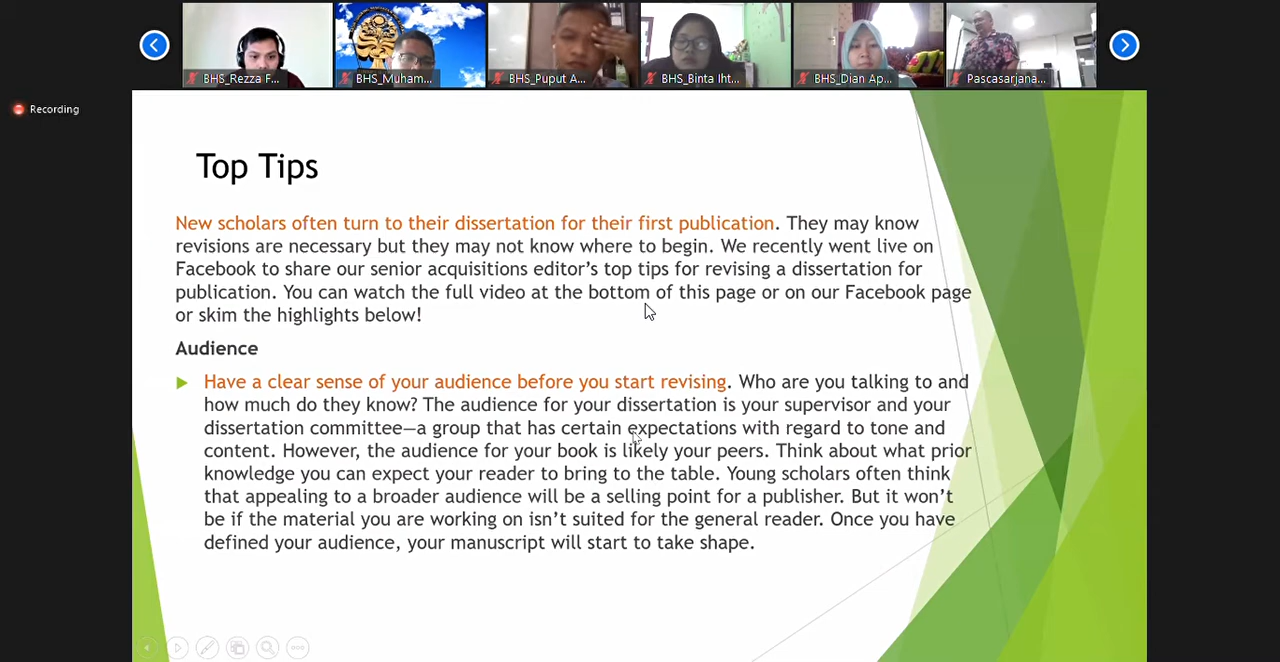 BHS_Rezza F...
BHS_Muham...
BHS_Puput A...
BHS_Binta Iht...
BHS_Dian Ap...
Pascasarjana...
Recording
Top Tips
New scholars often turn to their dissertation for their first publication. They may know
revisions are necessary but they may not know where to begin. We recently went live on
Facebook to share our senior acquisitions editor’s top tips for revising a dissertation for
publication. You can watch the full video at the bottom of this page or on our Facebook page
or skim the highlights below!
Audience
Have a clear sense of your audience before you start revising. Who are you talking to and
how much do they know? The audience for your dissertation is your supervisor and your
dissertation committee—a group that has certain expectations with regard to tone and
content. However, the audience for your book is likely your peers. Think about what prior
knowledge you can expect your reader to bring to the table. Young scholars often think
that appealing to a broader audience will be a selling point for a publisher. But it won’t
be if the material you are working on isn’t suited for the general reader. Once you have
defined your audience, your manuscript will start to take shape.